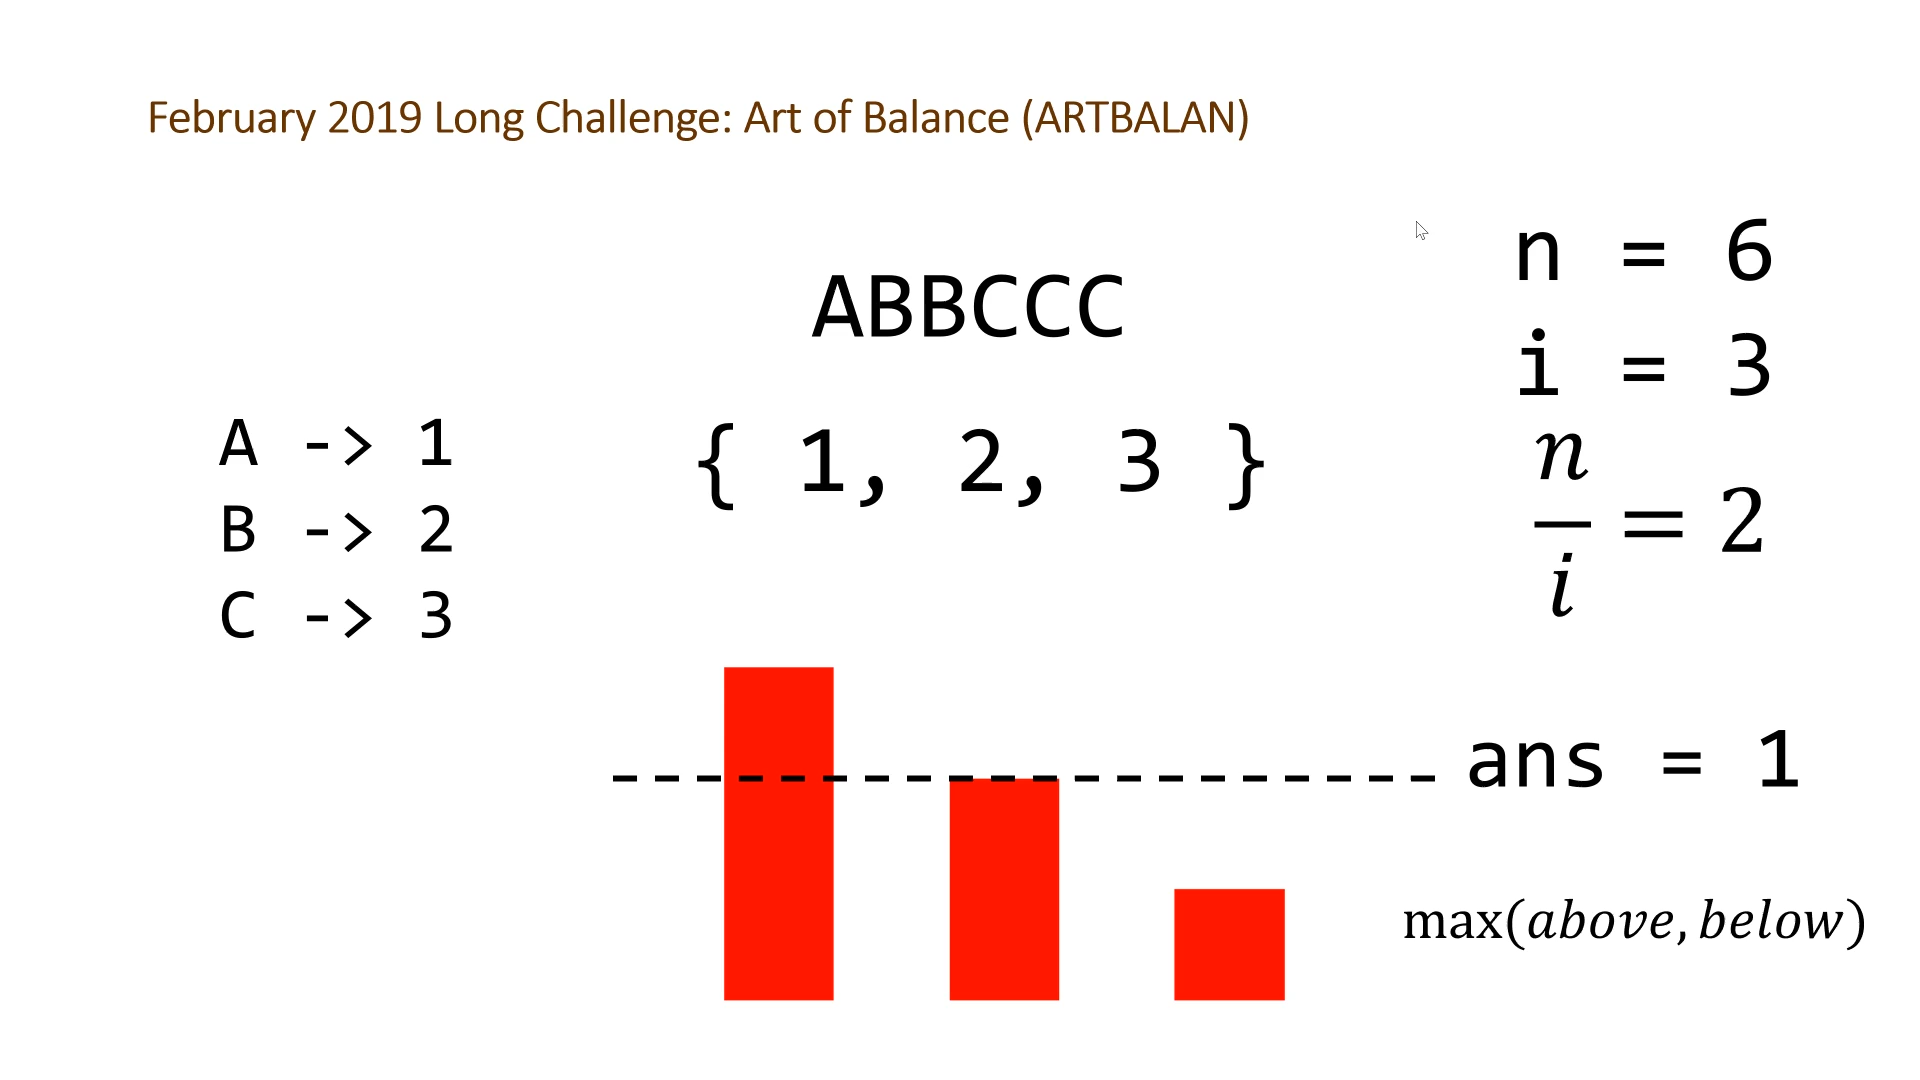 February 2019 Long Challenge: Art of Balance (ARTBALAN)
ABBCCC
{ 1, 2, 3 }
A -> 1
B -> 2
C -> 3
n = 6
i = 3
n/i = 2
ans = 1
max(above, below)